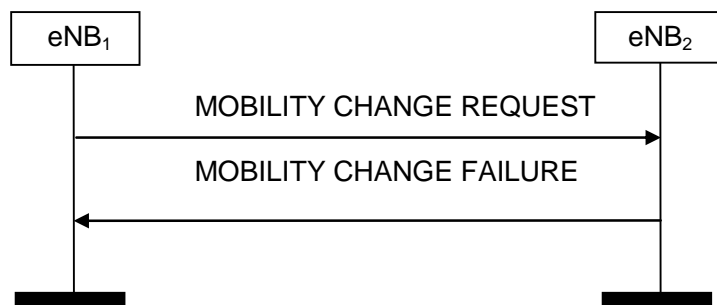 eNB₁
eNB₂
MOBILITY CHANGE REQUEST
MOBILITY CHANGE FAILURE